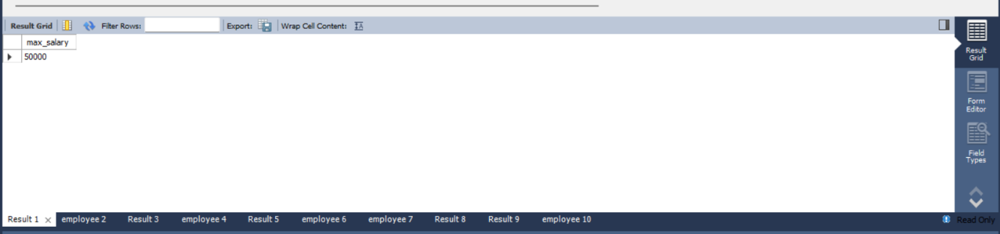 Result Grid Filter Rows: Export: Wrap Cell Content: IA
max_salary
50000
Result
Grid
Form
Editor
Field
Types
Result 1 × employee 2 Result 3 employee 4 Result 5 employee 6 employee 7 Result 8 Result 9 employee 10 Read Only